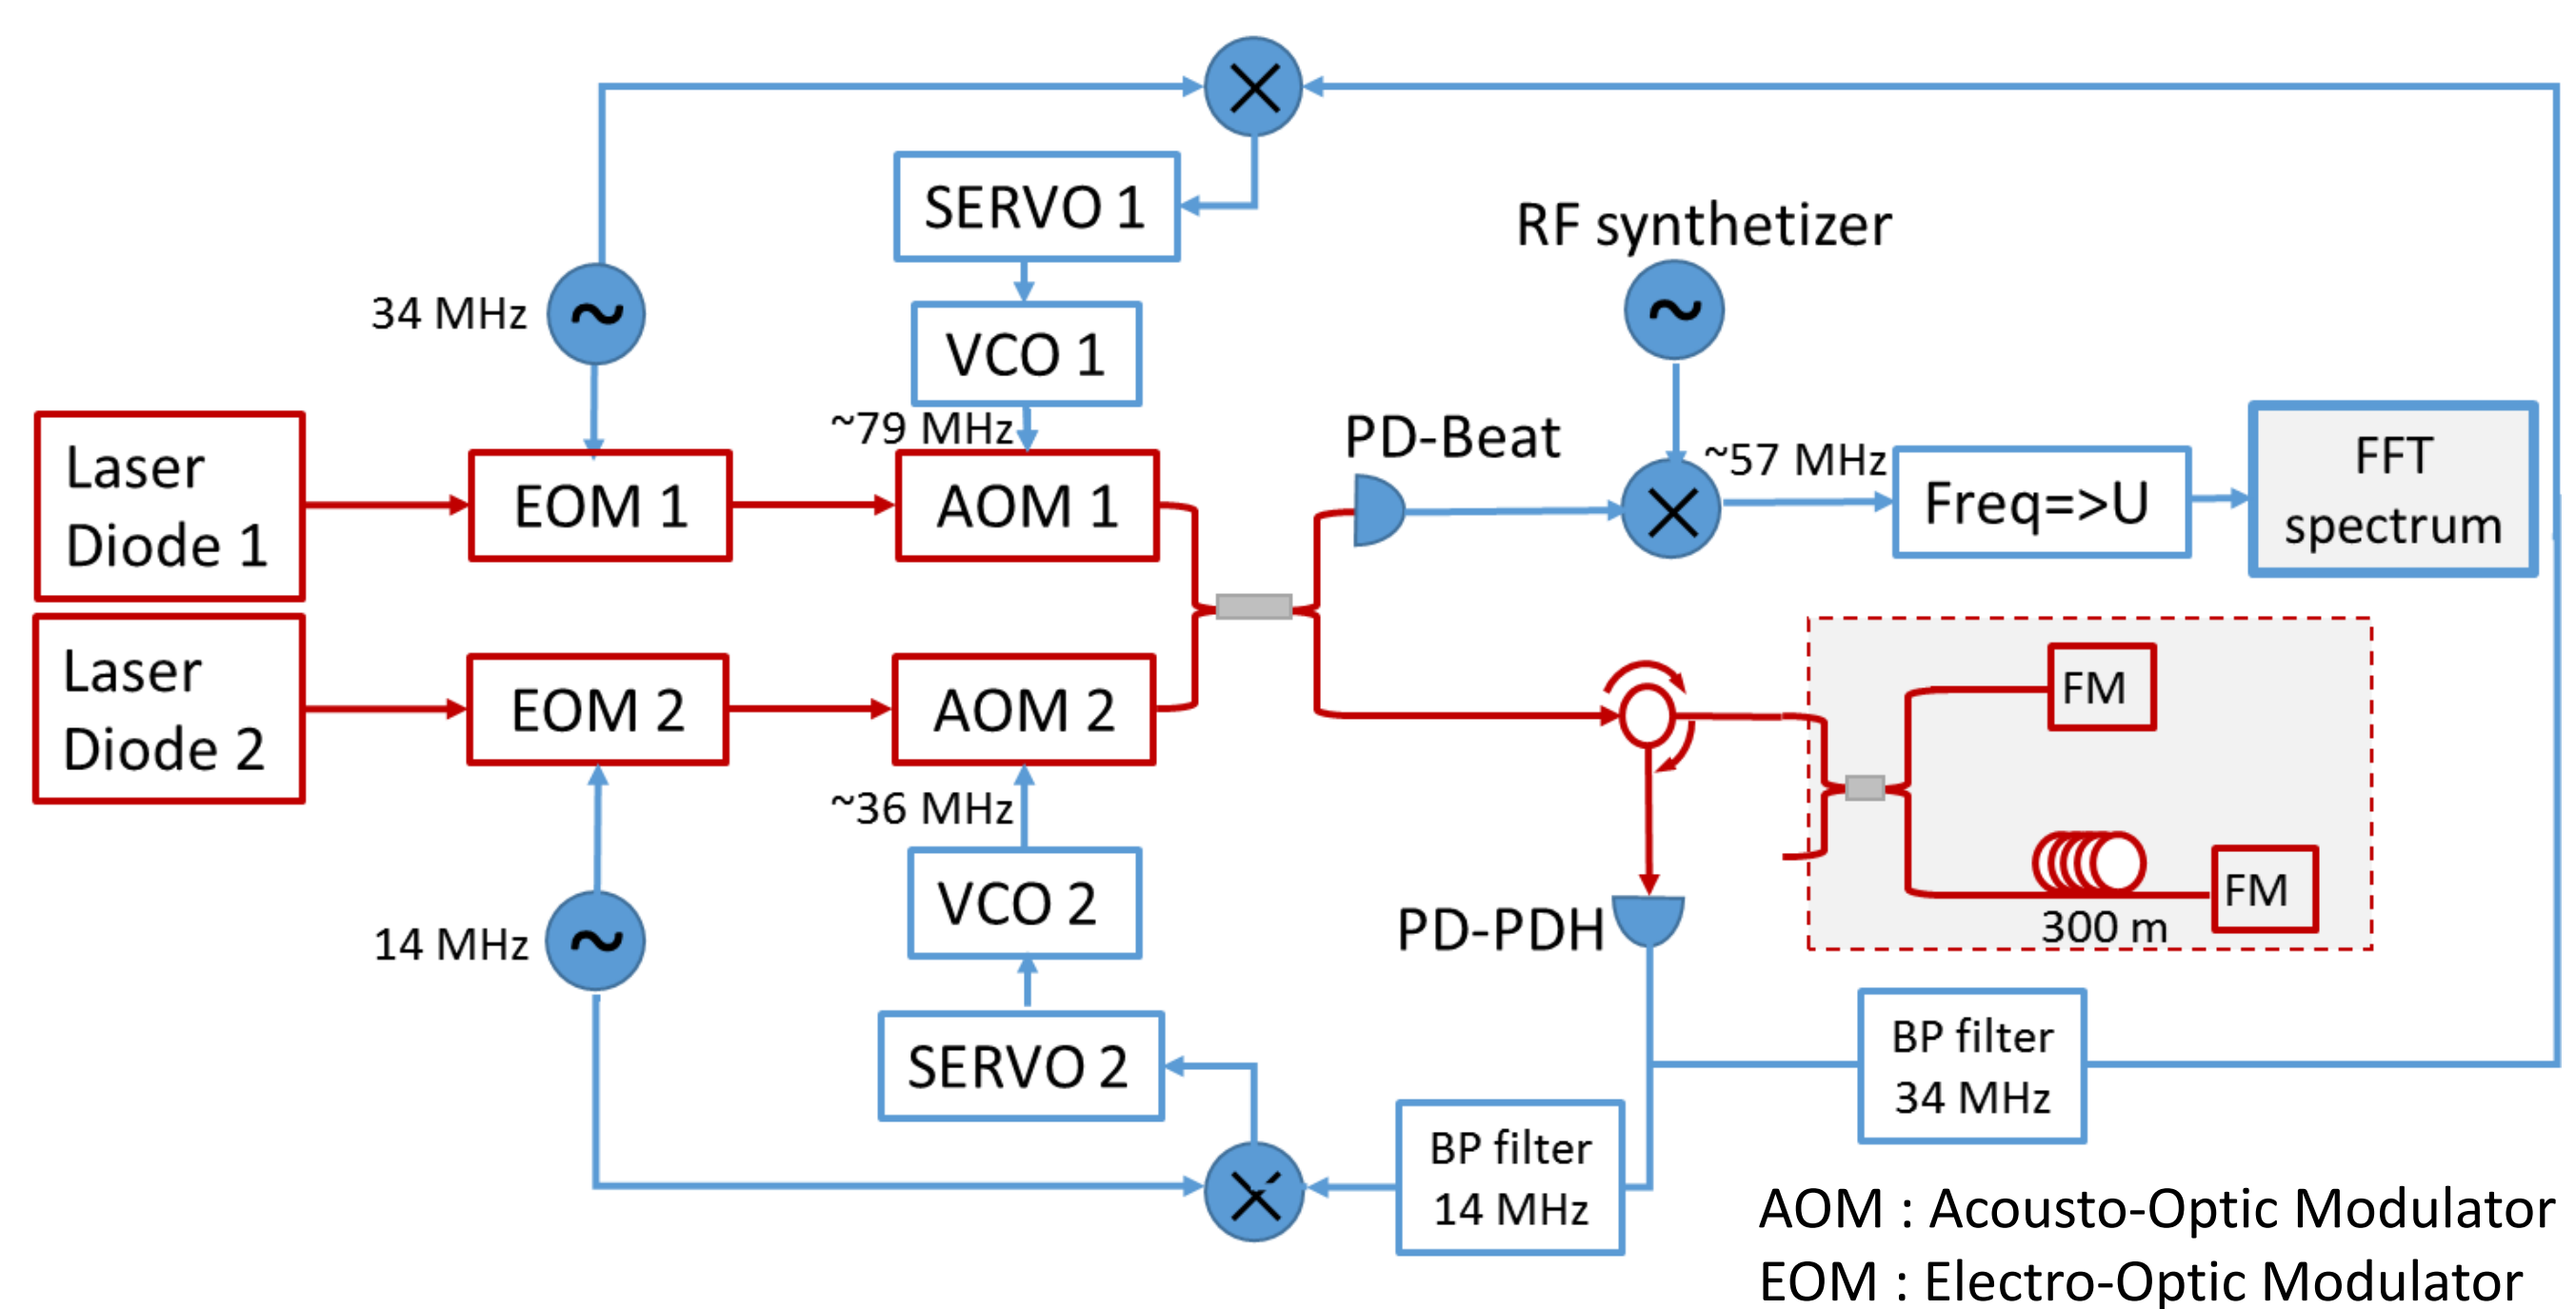 SERVO 1
RF synthetizer
34 MHz
~
~
VCO 1
~79 MHz
PD-Beat
~57 MHz
Laser
Diode 1
EOM 1
AOM 1
Freq=>U
FFT
spectrum
Laser
Diode 2
EOM 2
AOM 2
FM
~36 MHz
VCO 2
FM
300 m
14 MHz
~
PD-PDH
SERVO 2
BP filter
34 MHz
BP filter
14 MHz
AOM : Acousto-Optic Modulator
EOM : Electro-Optic Modulator